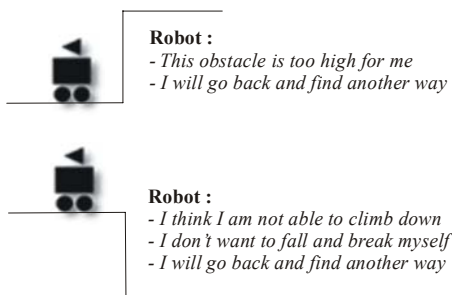 Robot :
- This obstacle is too high for me
- I will go back and find another way
Robot :
- I think I am not able to climb down
- I don't want to fall and break myself
- I will go back and find another way